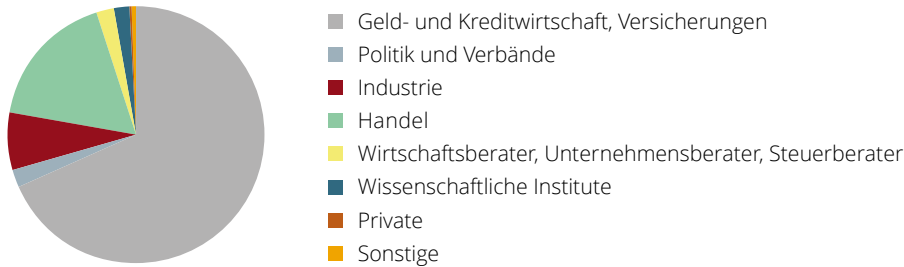 Geld- und Kreditwirtschaft, Versicherungen
Politik und Verbände
Industrie
Handel
Wirtschaftsberater, Unternehmensberater, Steuerberater
Wissenschaftliche Institute
Private
Sonstige